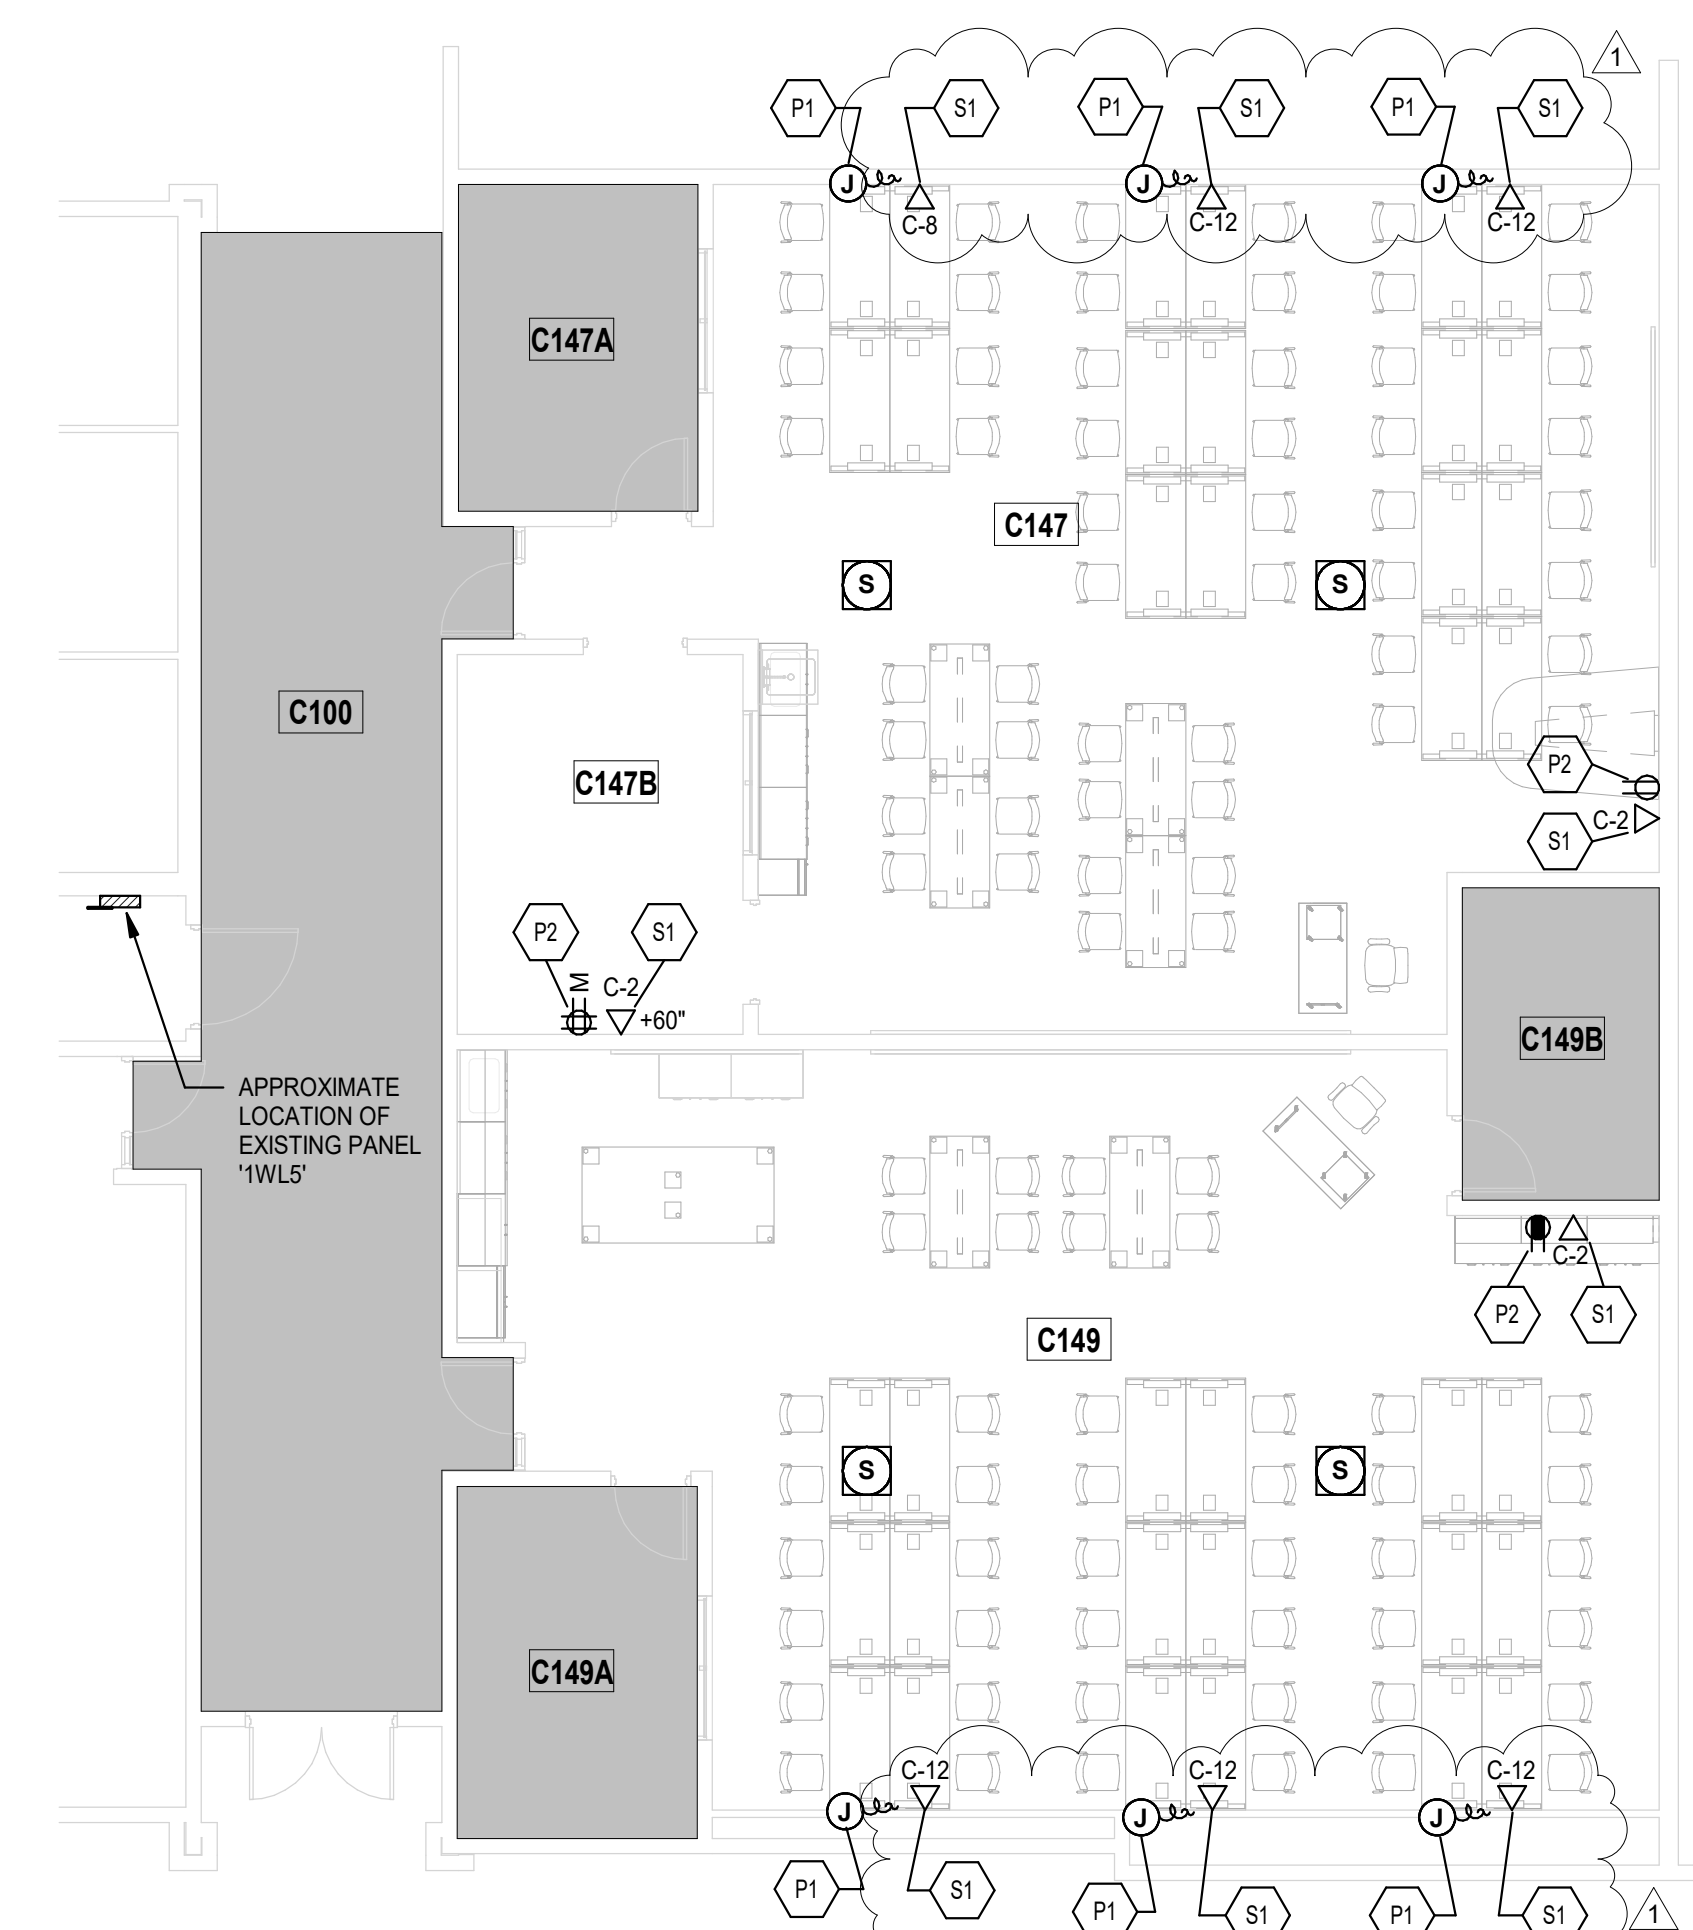 1
P1
S1
P1
S1
P1
S1
J
J
J
C-8
C-12
C-12
C147A
C147
S
S
C100
C147B
P2
C-2
S1
P2
S1
M
C-2
+60"
C149B
APPROXIMATE
LOCATION OF
EXISTING PANEL
'1WL5'
C-2
P2
S1
C149
S
S
C149A
C-12
C-12
C-12
J
J
J
P1
S1
P1
S1
P1
S1
1